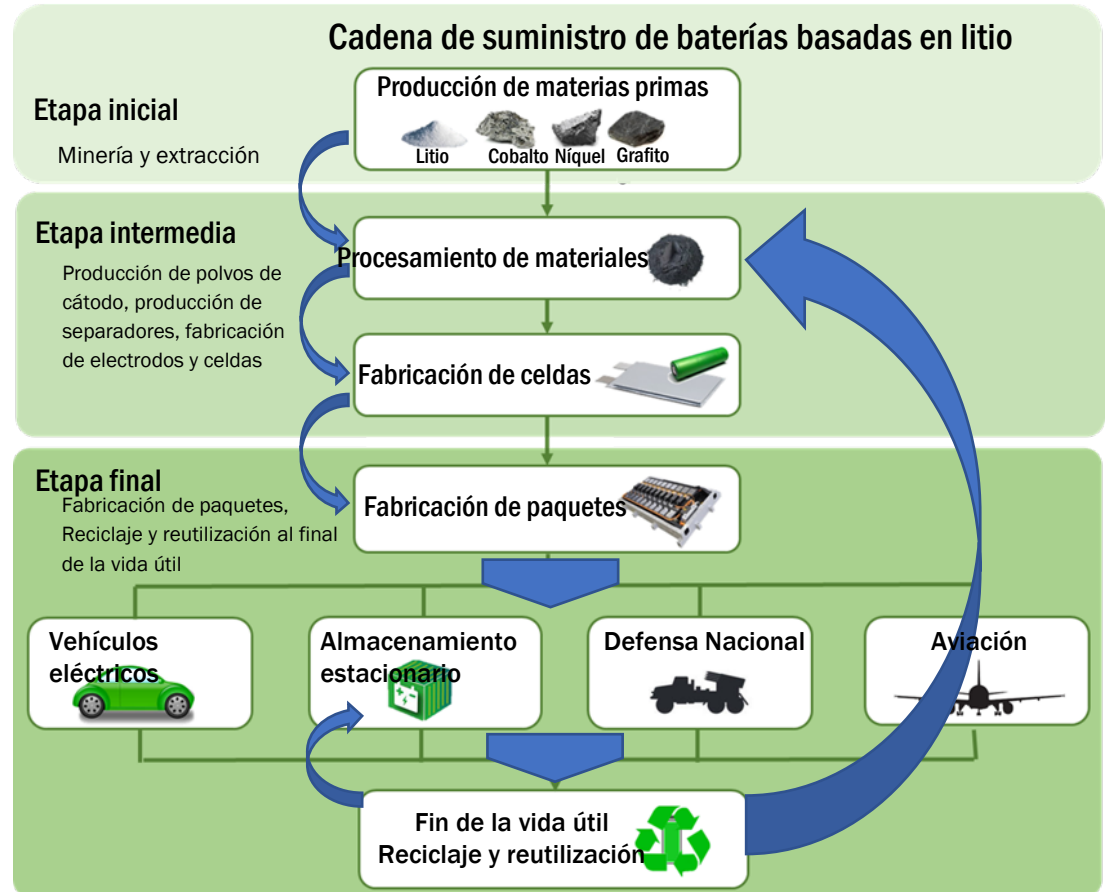 Cadena de suministro de baterías basadas en litio
Producción de materias primas
Etapa inicial
Minería y extracción
Litio
Cobalto
Níquel
Grafito
Etapa intermedia
Producción de polvos de
cátodo, producción de
separadores, fabricación
de electrodos y celdas
Procesamiento de materiales
Fabricación de celdas
Etapa final
Fabricación de paquetes,
Reciclaje y reutilización al final
de la vida útil
Fabricación de paquetes
Vehículos
eléctricos
Almacenamiento
estacionario
Defensa Nacional
Aviación
Fin de la vida útil
Reciclaje y reutilización